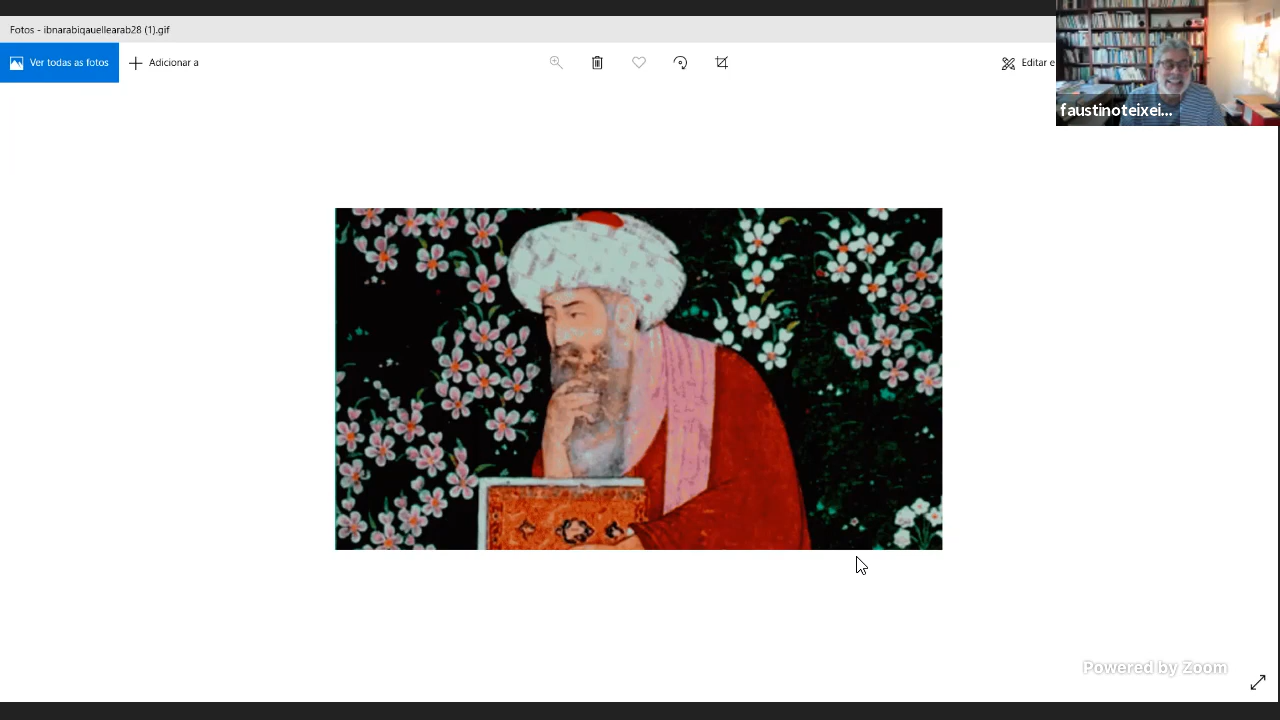 Fotos - ibnarabiqauellearab28 (1).gif
Ver todas as fotos
Adicionar a
Editar e
faustinoteixei...
Powered by Zoom